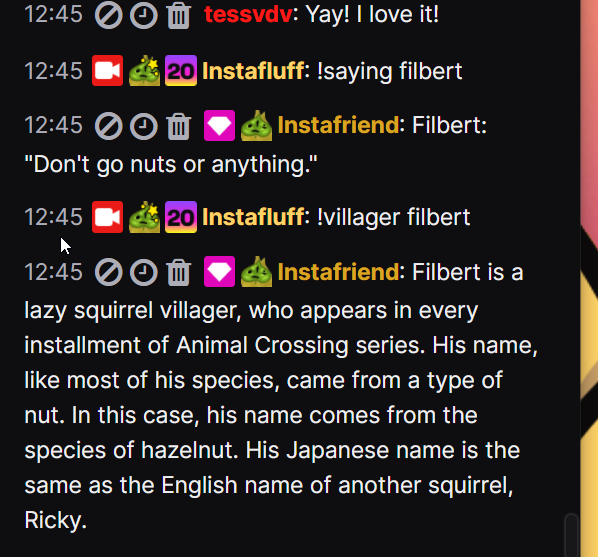 12:45 tessvdv: Yay! I love it!
12:45 20 Instafluff: !saying filbert
12:45 Instafriend: Filbert:
"Don't go nuts or anything."
12:45 20 Instafluff: !villager filbert
12:45 Instafriend: Filbert is a
lazy squirrel villager, who appears in every
installment of Animal Crossing series. His name,
like most of his species, came from a type of
nut. In this case, his name comes from the
species of hazelnut. His Japanese name is the
same as the English name of another squirrel,
Ricky.